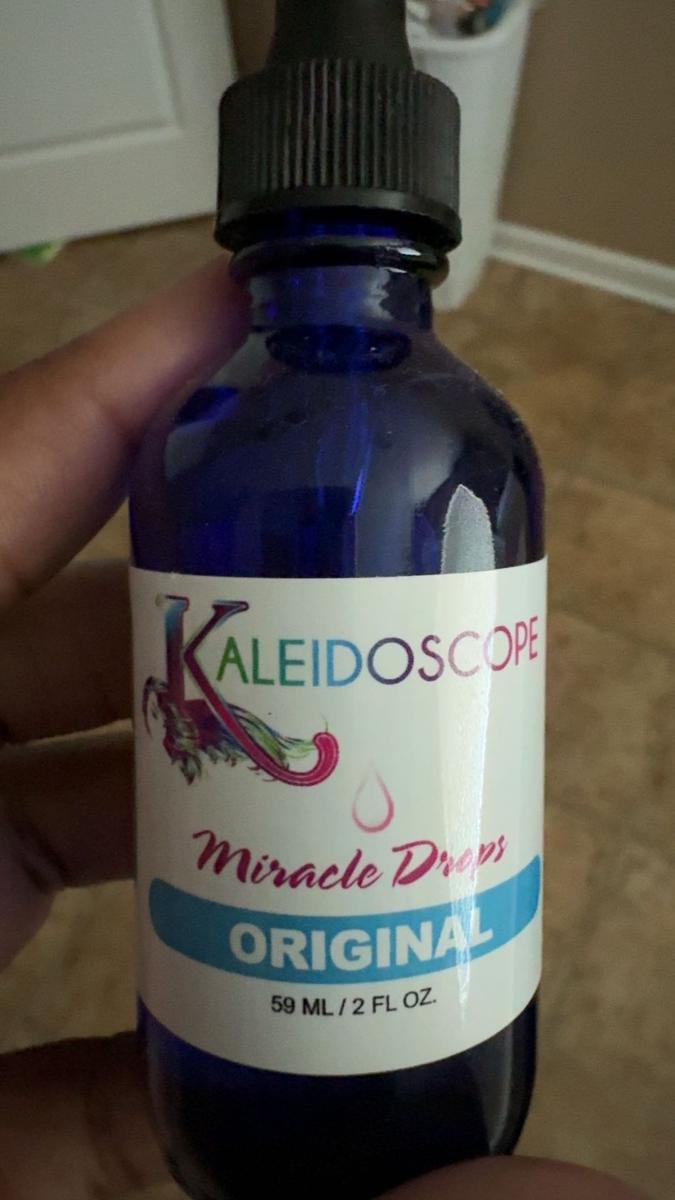 KALEIDOSCOPE
Miracle Drops
ORIGINAL
59 ML / 2 FL OZ.